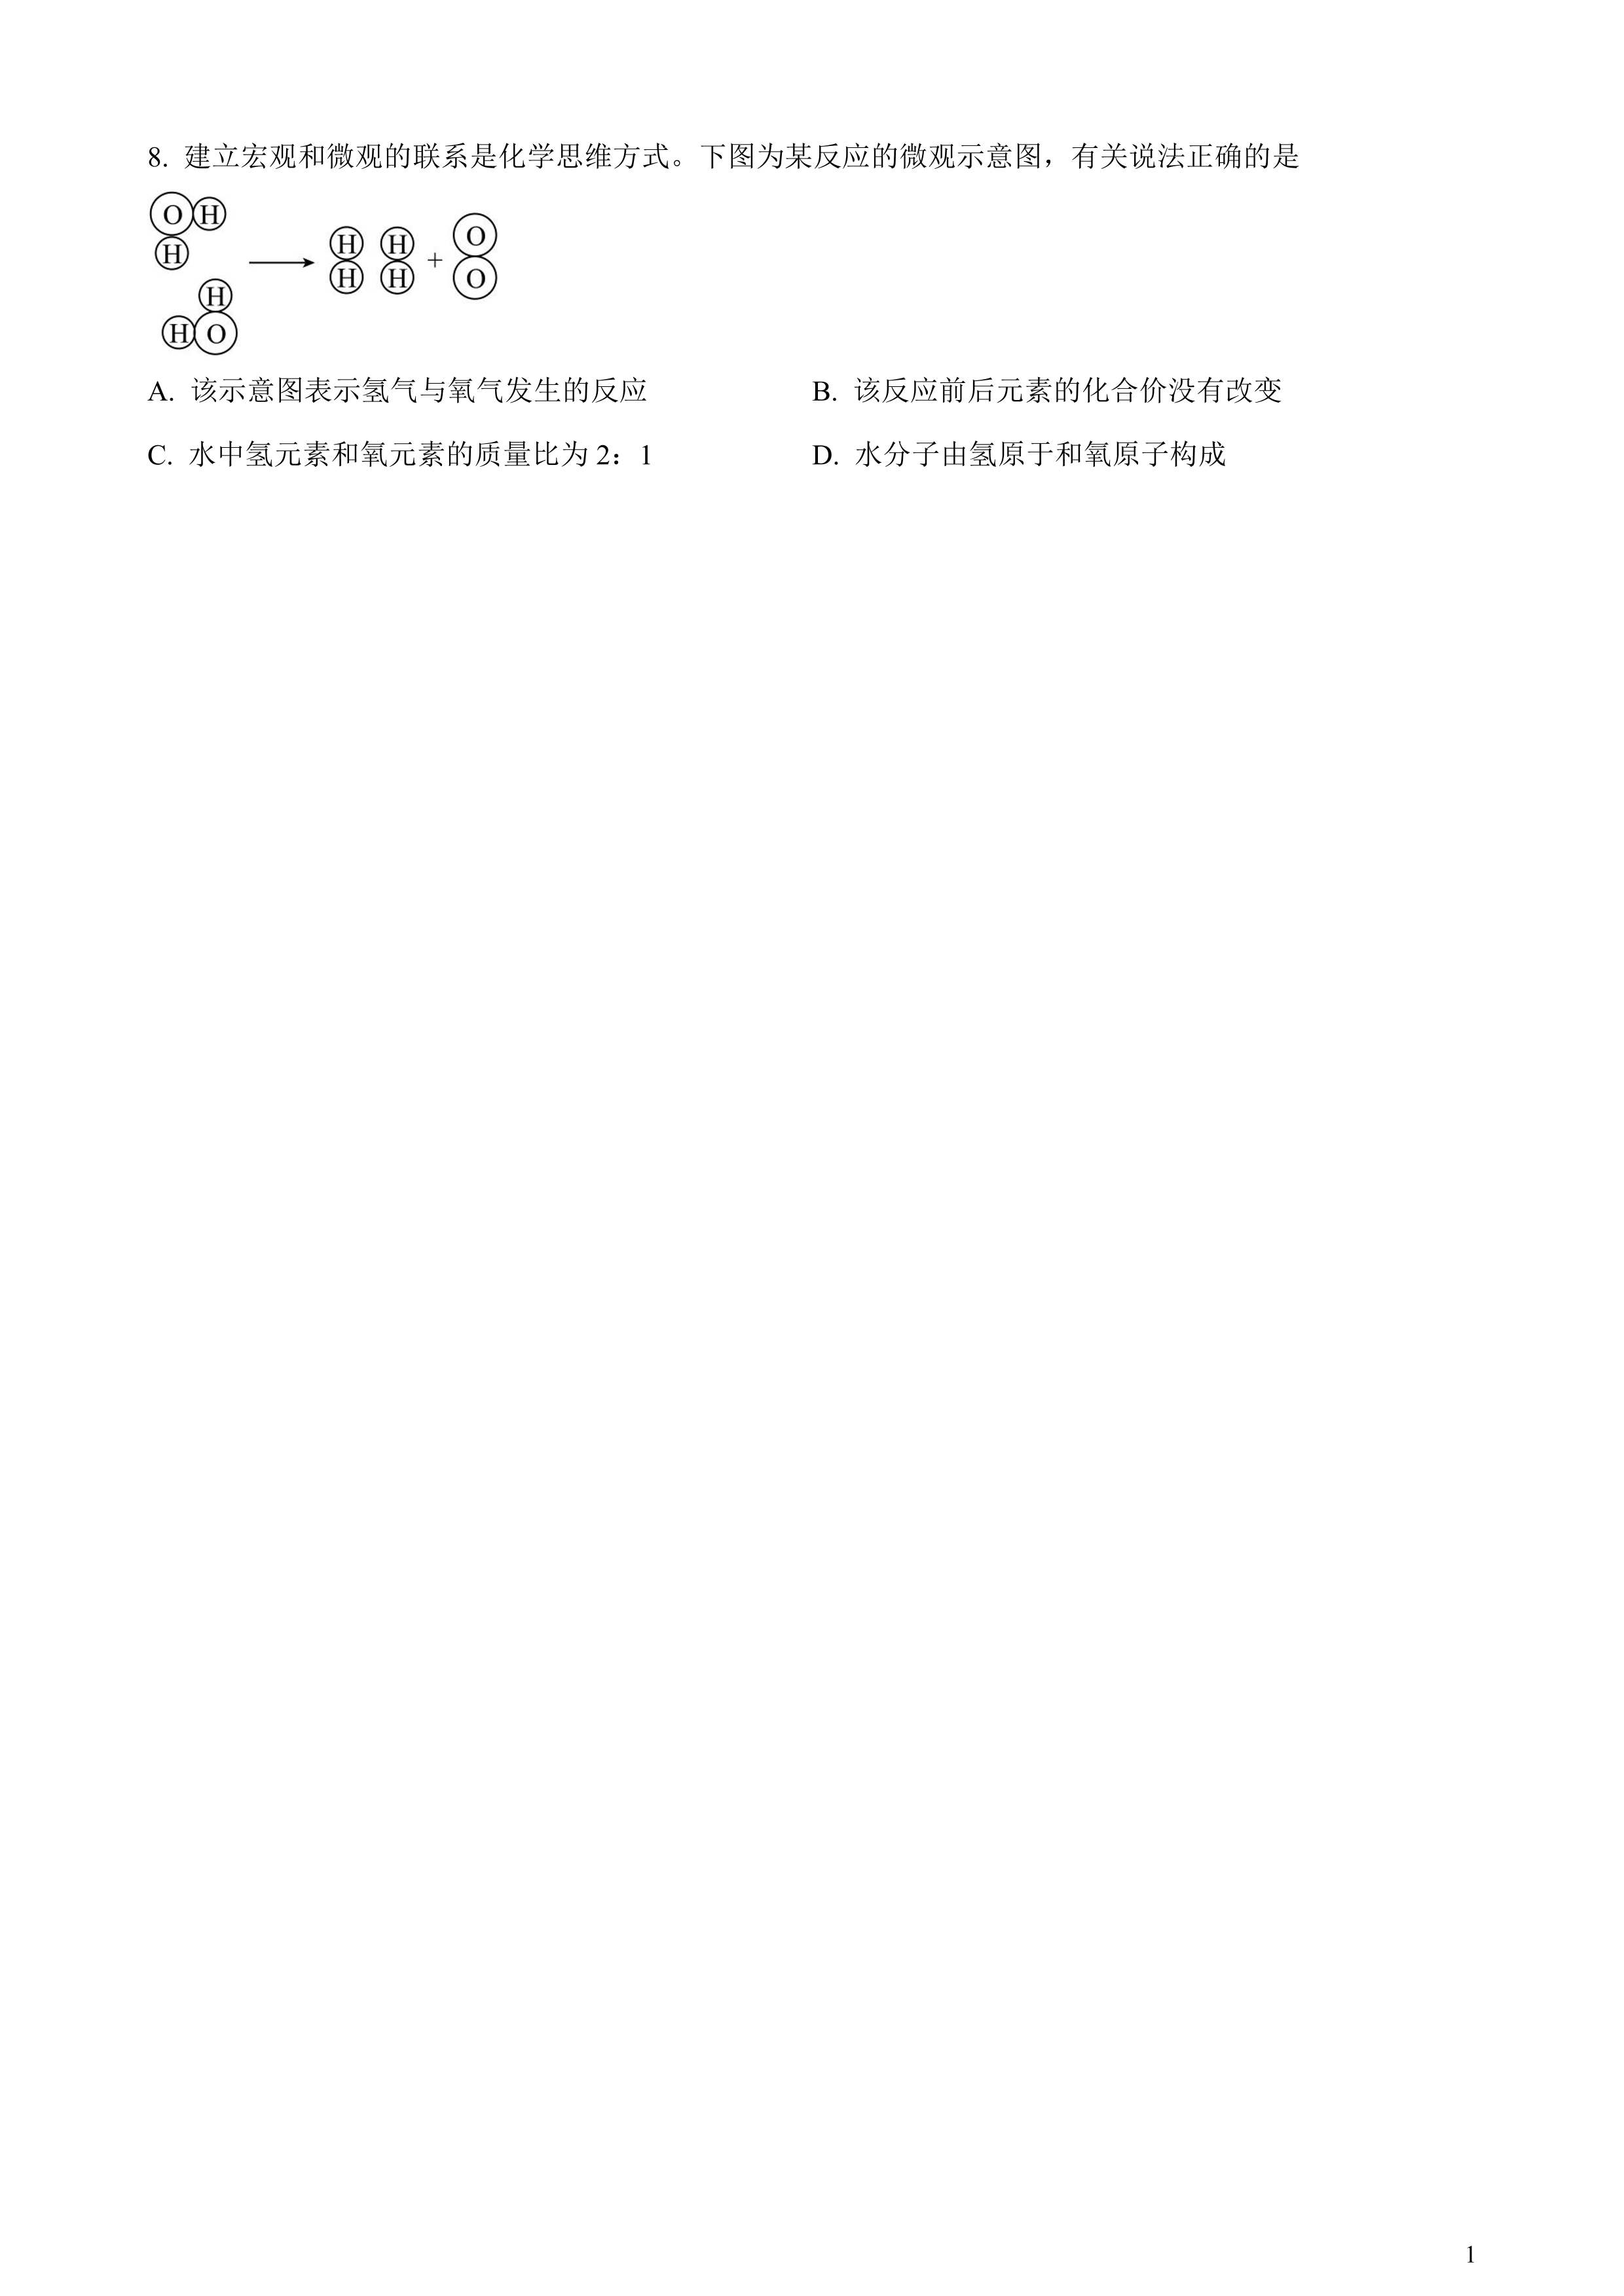 8. 建立宏观和微观的联系是化学思维方式。下图为某反应的微观示意图，有关说法正确的是
O H
H
H
H O
H H
H H
+
O
O
A. 该示意图表示氢气与氧气发生的反应 B. 该反应前后元素的化合价没有改变
C. 水中氢元素和氧元素的质量比为 2：1 D. 水分子由氢原于和氧原子构成
1